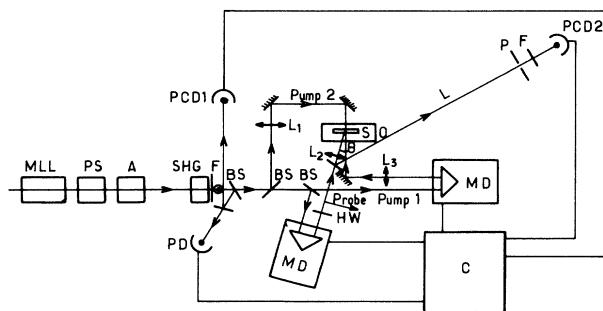 PCD2
P F
PCD1
Pump 2
L
L1
S O
MLL PS A SHG F BS
L2 θ
L3
BS BS
MD
Probe
Pump 1
HW
PD
MD
C